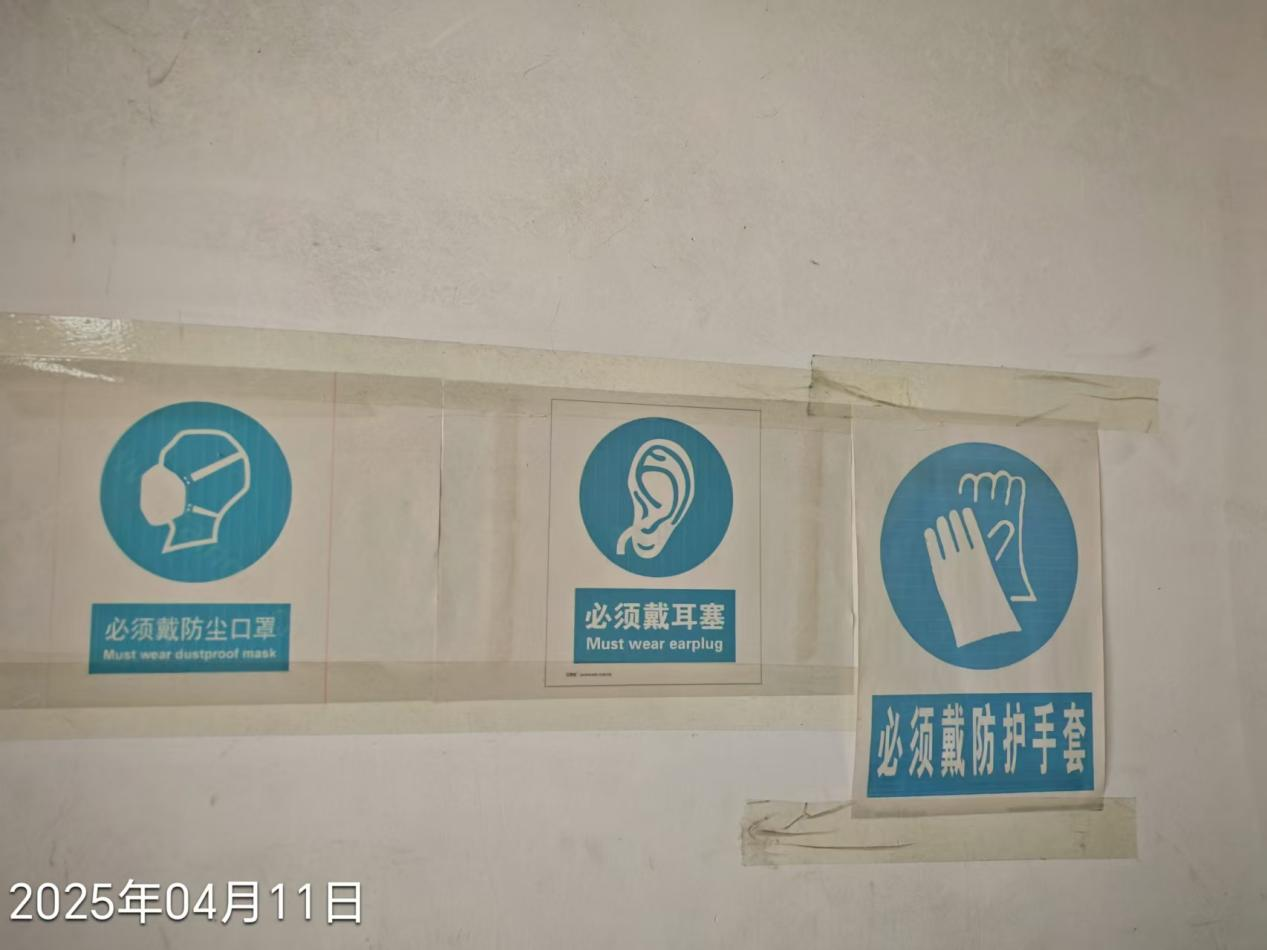 必须戴防尘口罩
Must wear dustproof mask
必须戴耳塞
Must wear earplug
必须戴防护手套
2025年04月11日